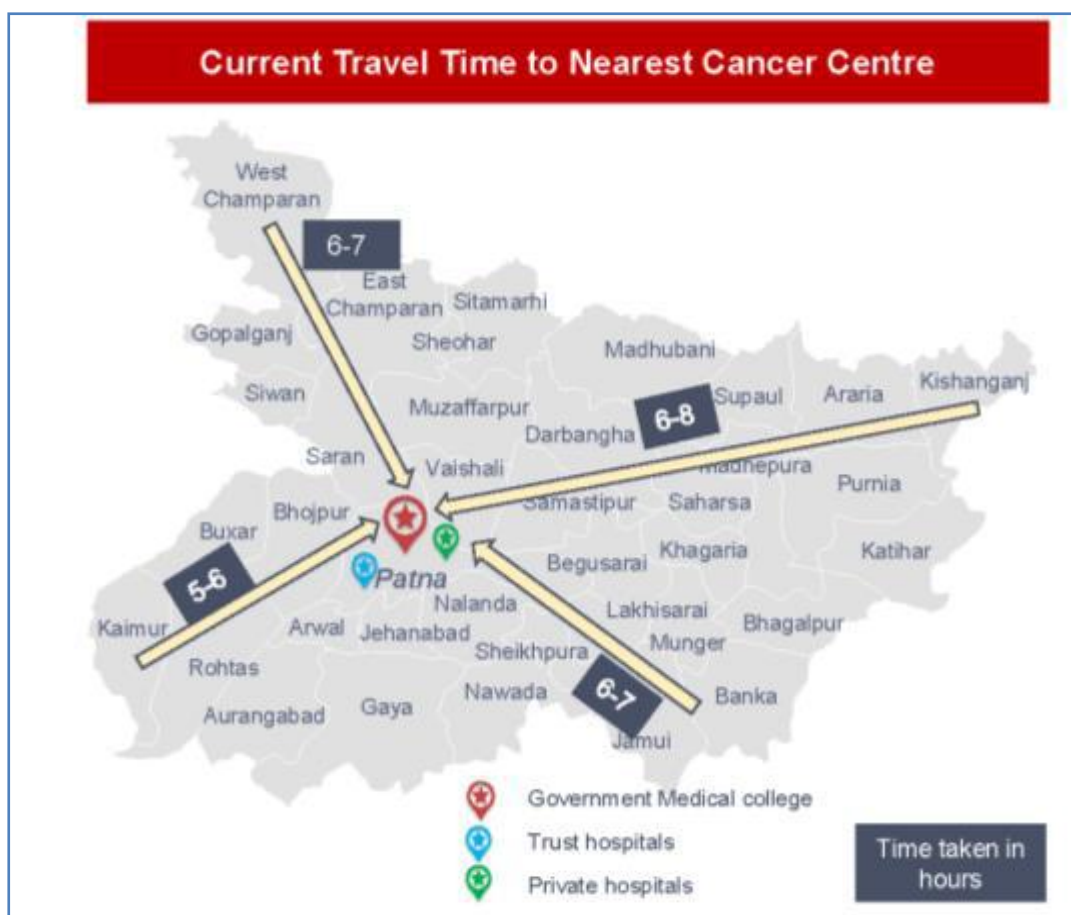 Current Travel Time to Nearest Cancer Centre
West
Champaran
6-7
East
Champaran
Sitamarhi
Gopalganj
Sheohar
Madhubani
Kishanganj
Siwan
Supaul
Araria
Muzaffarpur
6-8
Darbangha
Saran
Vaishali
Madhepura
Purnia
Bhojpur
Samastipur
Saharsa
Buxar
Khagaria
Katihar
Begusarai
5-6
Patna
Nalanda
Lakhisarai
Bhagalpur
Kaimur
Arwal
Jehanabad
Munger
Sheikhpura
Rohtas
6-7
Nawada
Banka
Aurangabad
Gaya
Jamui
Government Medical college
Trust hospitals
Private hospitals
Time taken in
hours